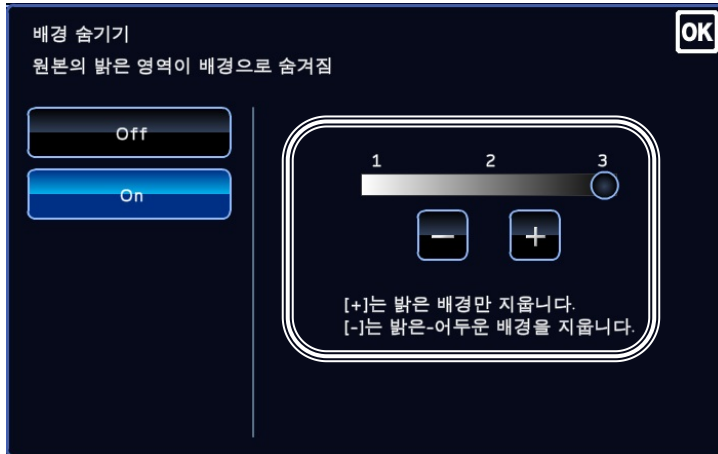 배경 숨기기
OK
원본의 밝은 영역이 배경으로 숨겨짐
Off
On
1 2 3
- +
[+]는 밝은 배경만 지웁니다.
[-]는 밝은-어두운 배경을 지웁니다.